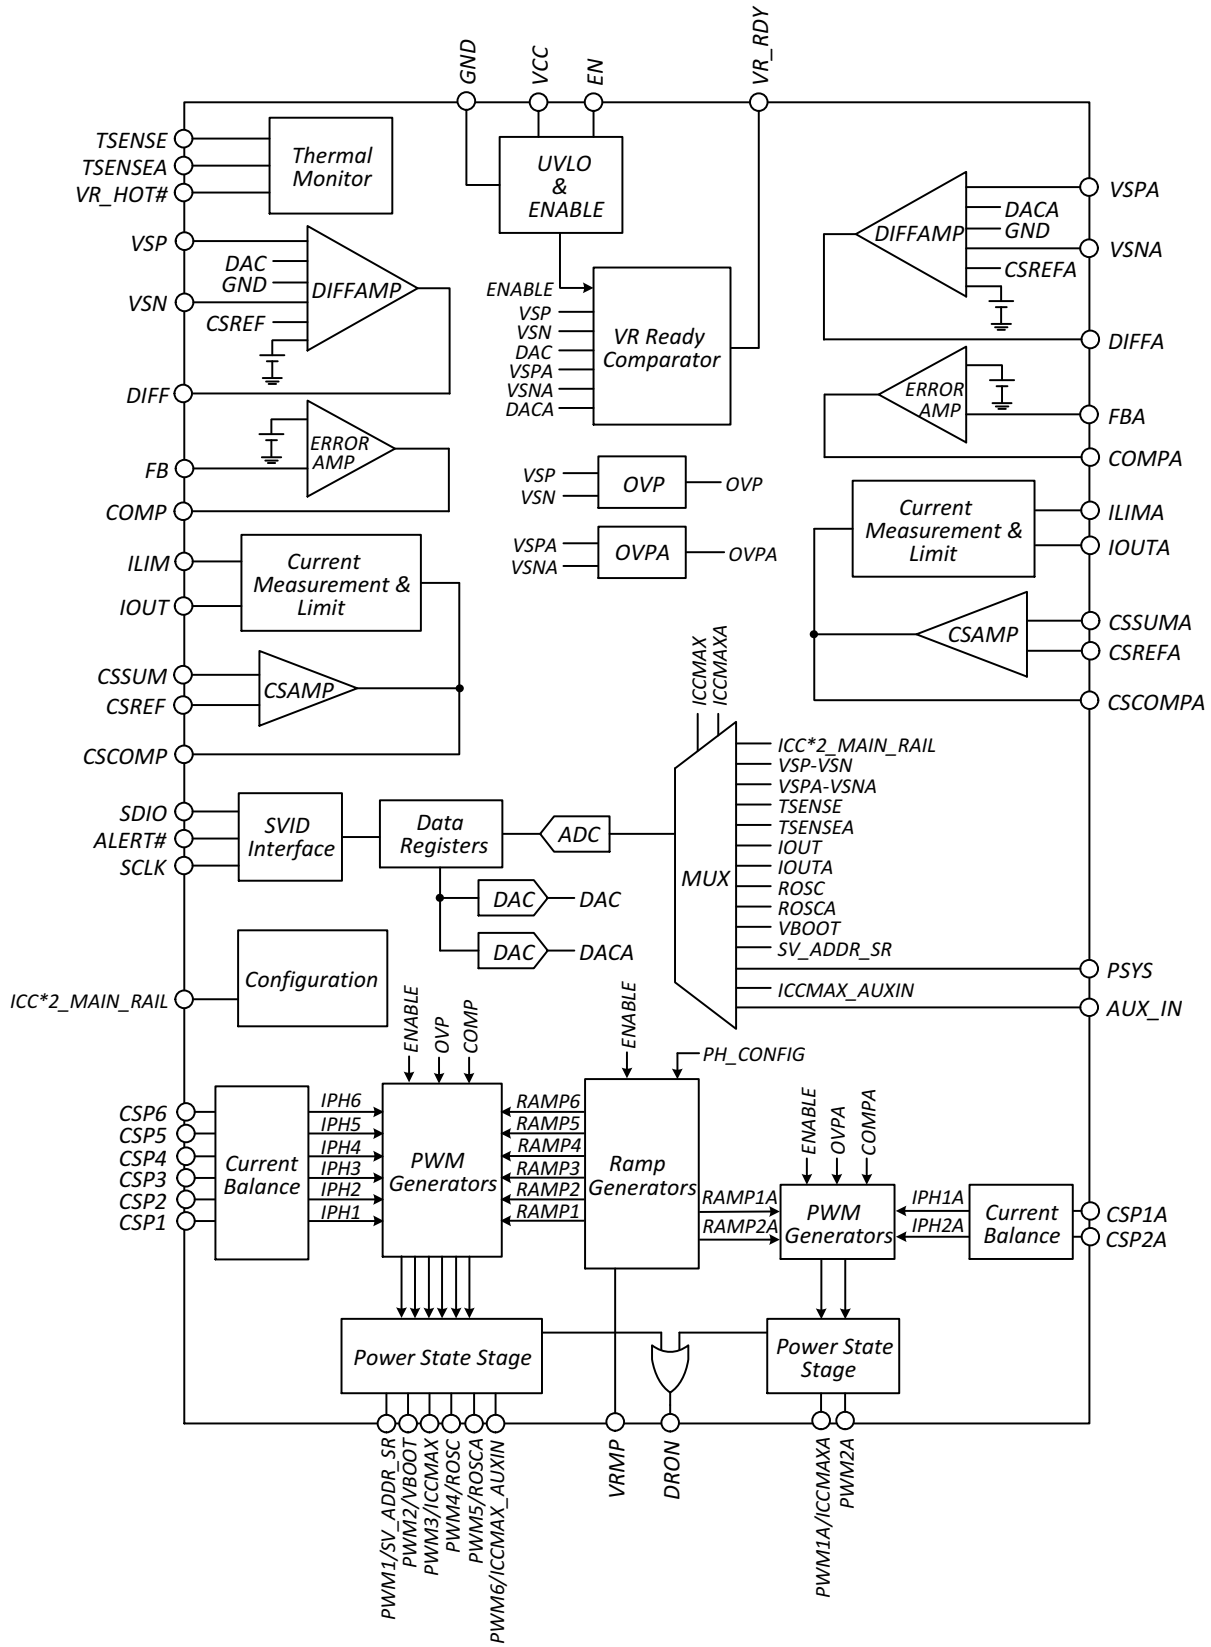 GND
VCC
EN
VR_RDY
TSENSE
TSENSEA
VR_HOT#
Thermal
Monitor
UVLO
&
ENABLE
VSP
DAC
GND
VSN
CSREF
DIFFAMP
DIFF
ENABLE
VSP
VSN
DAC
VSPA
VSNA
DACA
VR Ready
Comparator
VSPA
DACA
GND
VSNA
CSREFA
DIFFAMP
DIFFA
ERROR
AMP
FB
COMP
ERROR
AMP
FBA
COMPA
VSP
VSN
OVP
OVP
VSPA
VSNA
OVPA
OVPA
ILIM
IOUT
Current
Measurement &
Limit
Current
Measurement &
Limit
ILIMA
IOUTA
CSSUM
CSREF
CSAMP
CSCOMP
CSAMP
CSSUMA
CSREFA
CSCOMPA
ICCMAX
ICCMAXA
SDIO
ALERT#
SCLK
SVID
Interface
Data
Registers
ADC
MUX
DAC
DAC
DAC
DACA
ICC*2_MAIN_RAIL
VSP-VSN
VSPA-VSNA
TSENSE
TSENSEA
IOUT
IOUTA
ROSC
ROSCA
VBOOT
SV_ADDR_SR
ICCMAX_AUXIN
PSYS
AUX_IN
Configuration
ICC*2_MAIN_RAIL
ENABLE
OVP
COMP
ENABLE
PH_CONFIG
ENABLE
OVPA
COMPA
CSP6
CSP5
CSP4
CSP3
CSP2
CSP1
Current
Balance
IPH6
IPH5
IPH4
IPH3
IPH2
IPH1
PWM
Generators
RAMP6
RAMP5
RAMP4
RAMP3
RAMP2
RAMP1
Ramp
Generators
RAMP1A
RAMP2A
PWM
Generators
IPH1A
IPH2A
Current
Balance
CSP1A
CSP2A
Power State Stage
Power State
Stage
PWM1/SV_ADDR_SR
PWM2/VBOOT
PWM3/ICCMAX
PWM4/ROSC
PWM5/ROSCA
PWM6/ICCMAX_AUXIN
VRMP
DRON
PWM1A/ICCMAXA
PWM2A